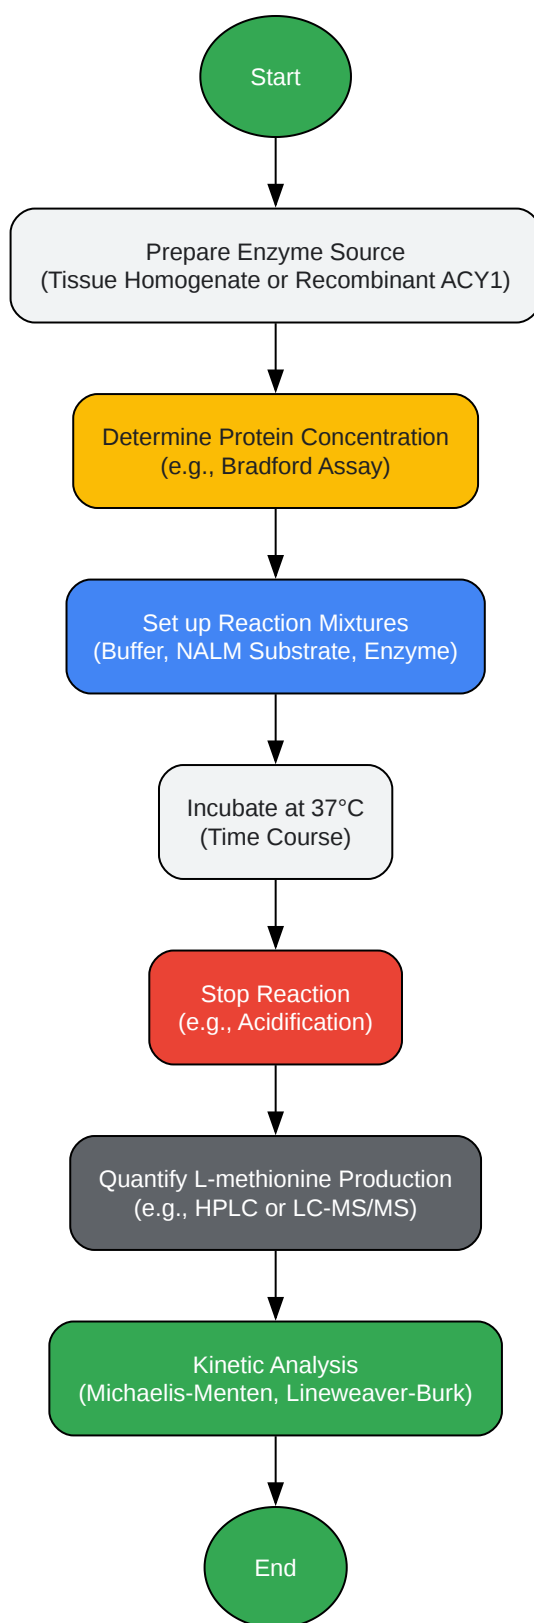 Start
Prepare Enzyme Source
(Tissue Homogenate or Recombinant ACY1)
Determine Protein Concentration
(e.g., Bradford Assay)
Set up Reaction Mixtures
(Buffer, NALM Substrate, Enzyme)
Incubate at 37°C
(Time Course)
Stop Reaction
(e.g., Acidification)
Quantify L-methionine Production
(e.g., HPLC or LC-MS/MS)
Kinetic Analysis
(Michaelis-Menten, Lineweaver-Burk)
End